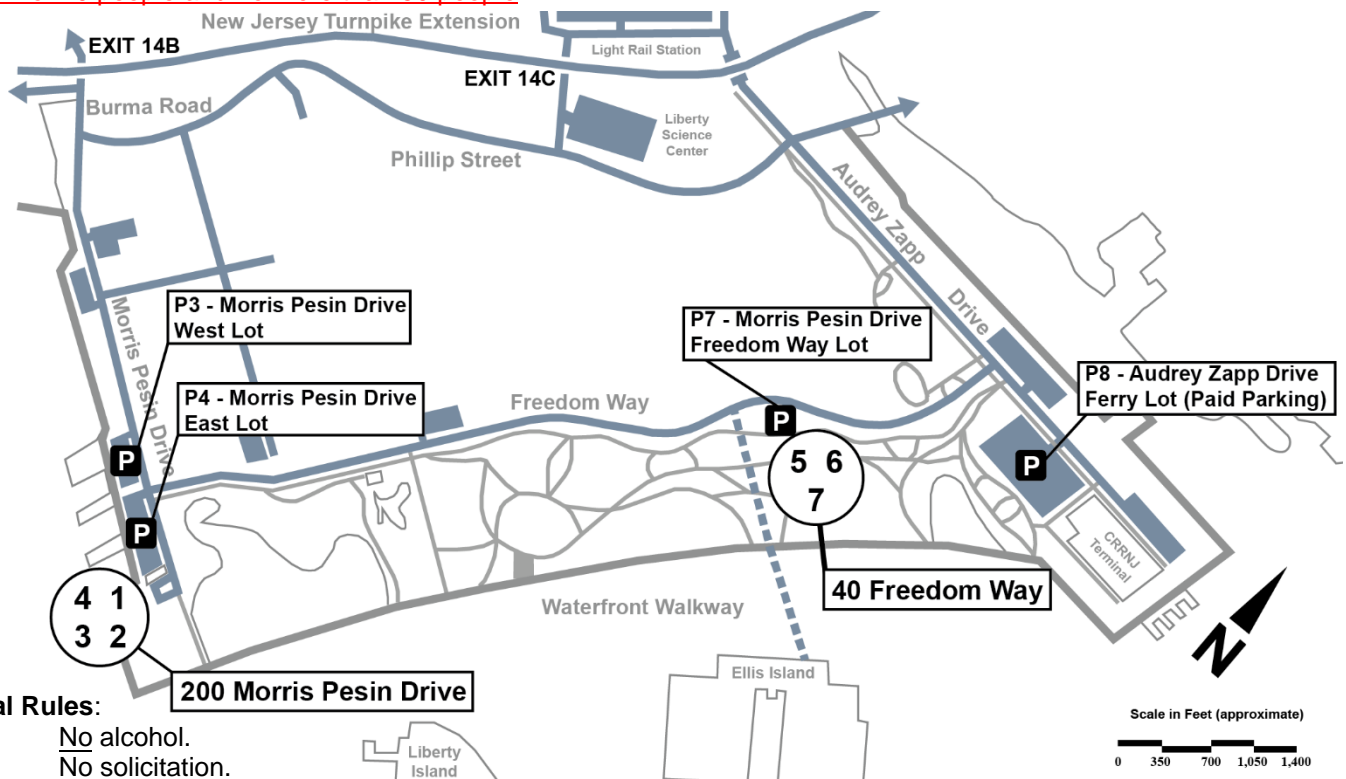 New Jersey Turnpike Extension
EXIT 14B
Light Rail Station
EXIT 14C
Burma Road
Liberty
Science
Center
Phillip Street
Audrey Zapp
Drive
Morris Pesin Drive
P3 - Morris Pesin Drive
West Lot
P7 - Morris Pesin Drive
Freedom Way Lot
P8 - Audrey Zapp Drive
Ferry Lot (Paid Parking)
P4 - Morris Pesin Drive
East Lot
Freedom Way
P
P
P
P
5 6
7
CRRNJ
Terminal
40 Freedom Way
4 1
3 2
Waterfront Walkway
200 Morris Pesin Drive
Ellis Island
N
al Rules:
No alcohol.
No solicitation.
Liberty
Island
Scale in Feet (approximate)
0 350 700 1,050 1,400